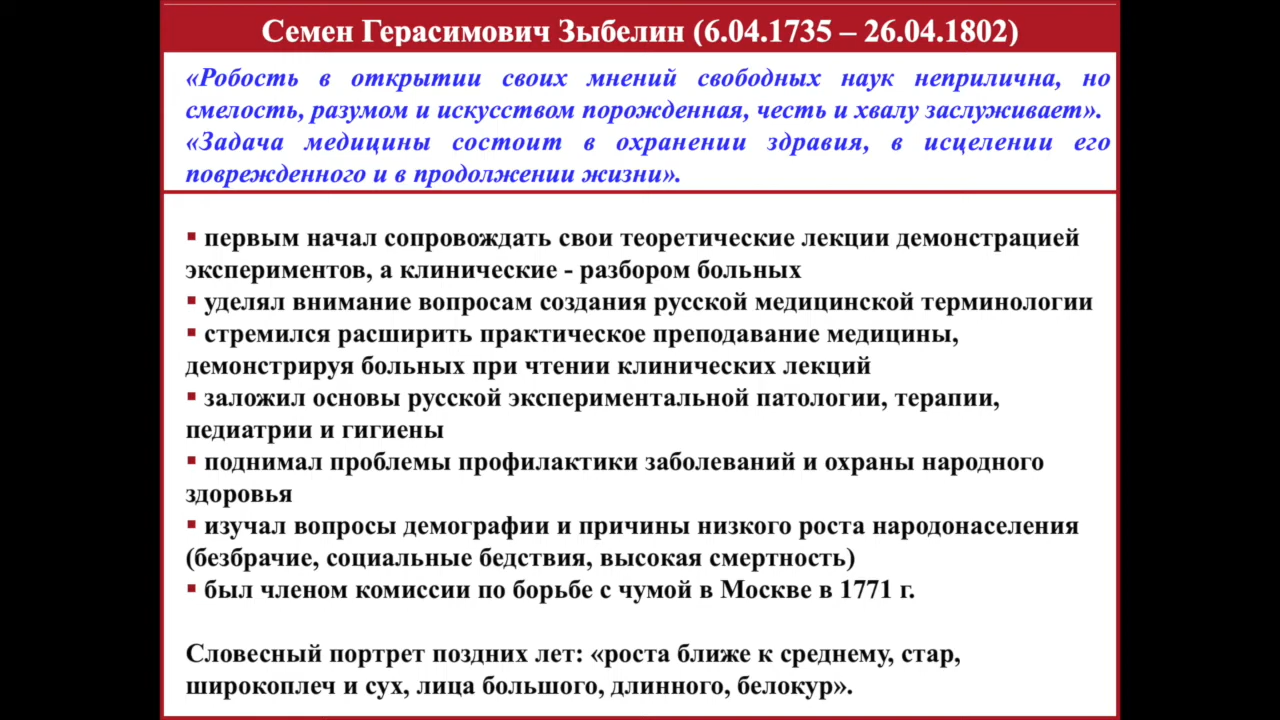 Семен Герасимович Зыбелин (6.04.1735 – 26.04.1802)
«Робость в открытии своих мнений свободных наук неприлична, но
смелость, разумом и искусством порожденная, честь и хвалу заслуживает».
«Задача медицины состоит в охранении здравия, в исцелении его
поврежденного и в продолжении жизни».
▪ первым начал сопровождать свои теоретические лекции демонстрацией
экспериментов, а клинические - разбором больных
▪ уделял внимание вопросам создания русской медицинской терминологии
▪ стремился расширить практическое преподавание медицины,
демонстрируя больных при чтении клинических лекций
▪ заложил основы русской экспериментальной патологии, терапии,
педиатрии и гигиены
▪ поднимал проблемы профилактики заболеваний и охраны народного
здоровья
▪ изучал вопросы демографии и причины низкого роста народонаселения
(безбрачие, социальные бедствия, высокая смертность)
▪ был членом комиссии по борьбе с чумой в Москве в 1771 г.
Словесный портрет поздних лет: «роста ближе к среднему, стар,
широкоплеч и сух, лица большого, длинного, белокур».